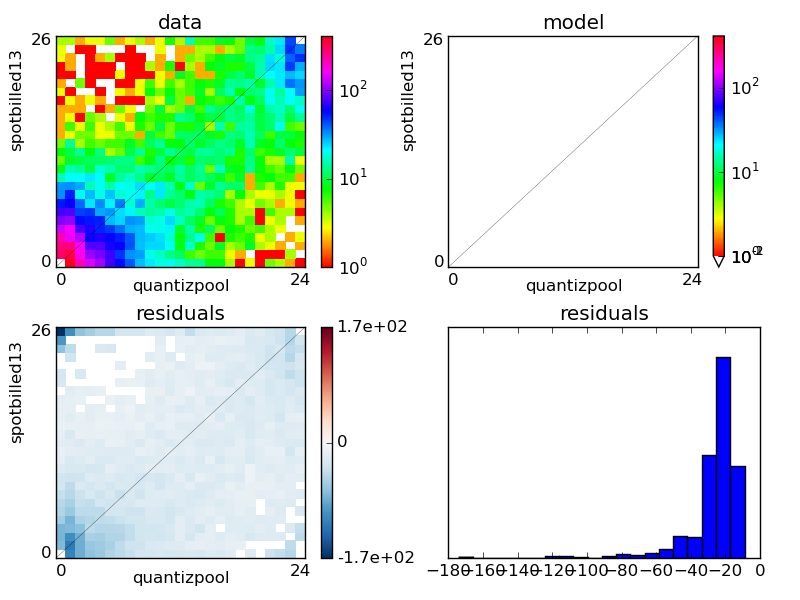 data
model
26
spotbilled13
0
0
quantizpool
24
10^2
10^1
10^0
26
spotbilled13
0
0
quantizpool
24
10^2
10^1
residuals
residuals
26
spotbilled13
0
0
quantizpool
24
1.7e+02
0
-1.7e+02
−180 −160 −140 −120 −100 −80 −60 −40 −20 0